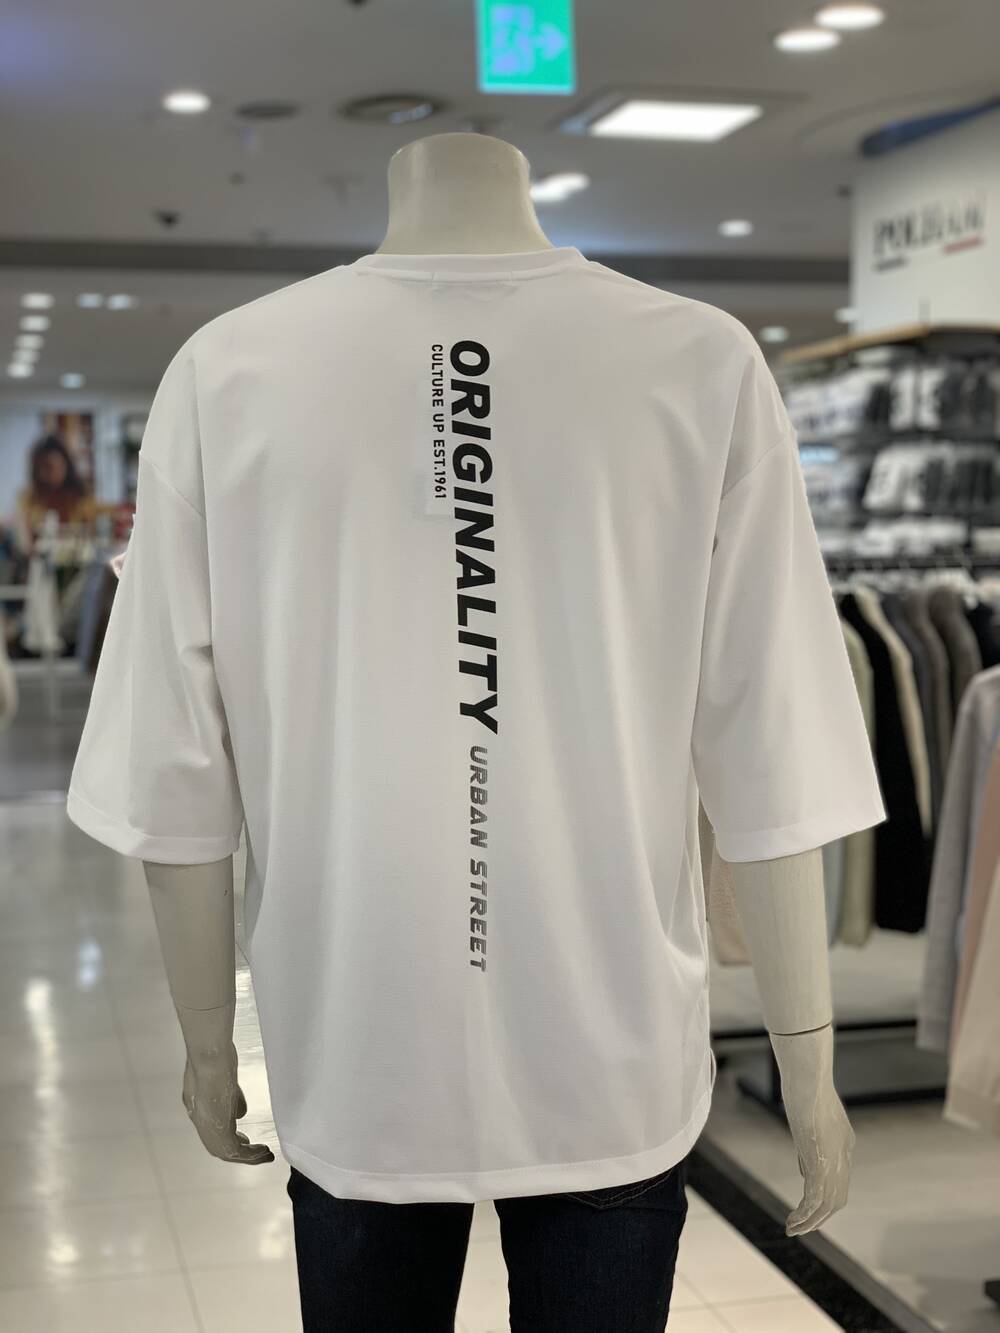 ORIGINALITY
CULTURE UP EST.1961
URBAN STREET